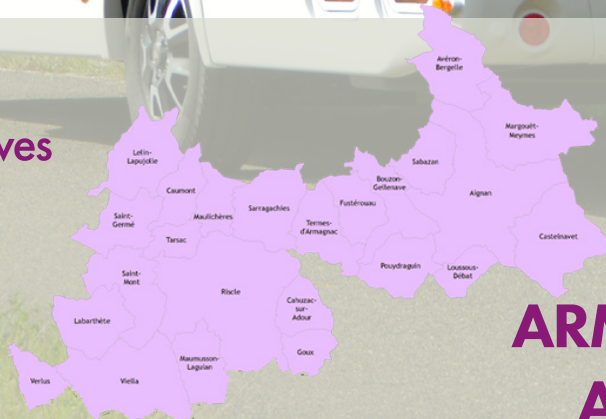 Avéron-
Bergelle
Margouët-
Meymes
ves
Lelin-
Lapujolle
Sabazan
Bouzon-
Gellenave
Caumont
Aignan
Fustérouau
Sarragachies
Maulichères
Saint-
Germé
Termes-
d'Armagnac
Tarsac
Castelnavet
Pouydraguin
Loussous-
Débat
Saint-
Mont
Riscle
Cahuzac-
sur-
Adour
Labarthète
ARM
Goux
Maumusson-
Laguian
Verlus
Viella
A